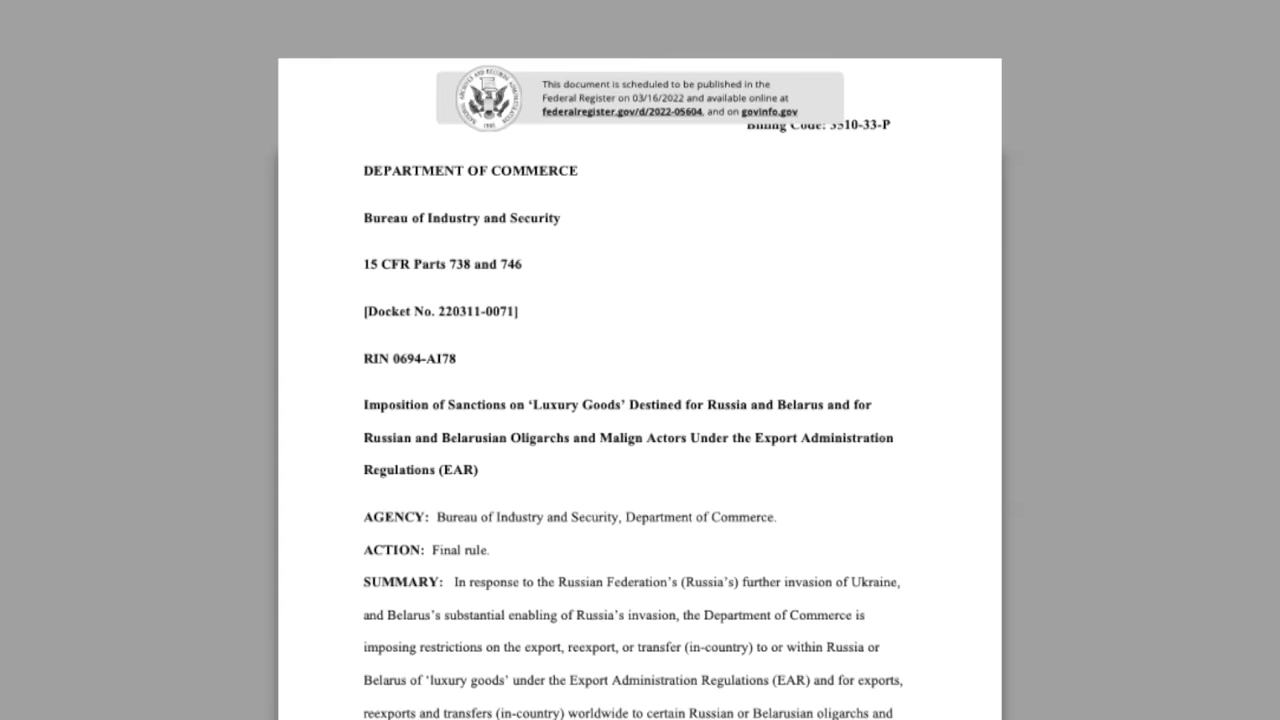 This document is scheduled to be published in the
Federal Register on 03/16/2022 and available online at
federalregister.gov/d/2022-05604, and on govinfo.gov
Billing Code: 3510-33-P
DEPARTMENT OF COMMERCE
Bureau of Industry and Security
15 CFR Parts 738 and 746
[Docket No. 220311-0071]
RIN 0694-AI78
Imposition of Sanctions on ‘Luxury Goods’ Destined for Russia and Belarus and for
Russian and Belarusian Oligarchs and Malign Actors Under the Export Administration
Regulations (EAR)
AGENCY: Bureau of Industry and Security, Department of Commerce.
ACTION: Final rule.
SUMMARY: In response to the Russian Federation’s (Russia’s) further invasion of Ukraine,
and Belarus’s substantial enabling of Russia’s invasion, the Department of Commerce is
imposing restrictions on the export, reexport, or transfer (in-country) to or within Russia or
Belarus of ‘luxury goods’ under the Export Administration Regulations (EAR) and for exports,
reexports and transfers (in-country) worldwide to certain Russian or Belarusian oligarchs and